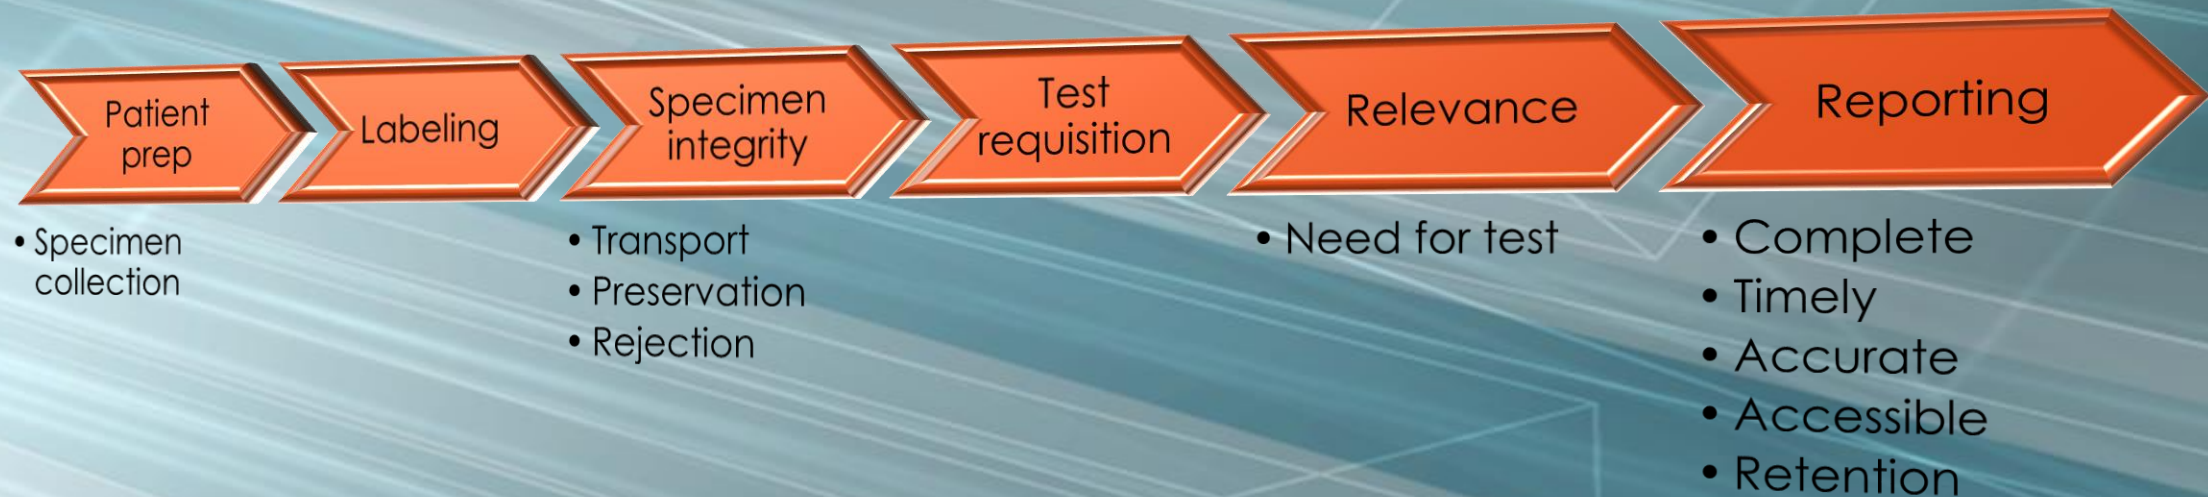 Patient
prep
Labeling
Specimen
integrity
Test
requisition
Relevance
Reporting
• Specimen
collection
• Transport
• Preservation
• Rejection
• Need for test
• Complete
• Timely
• Accurate
• Accessible
• Retention